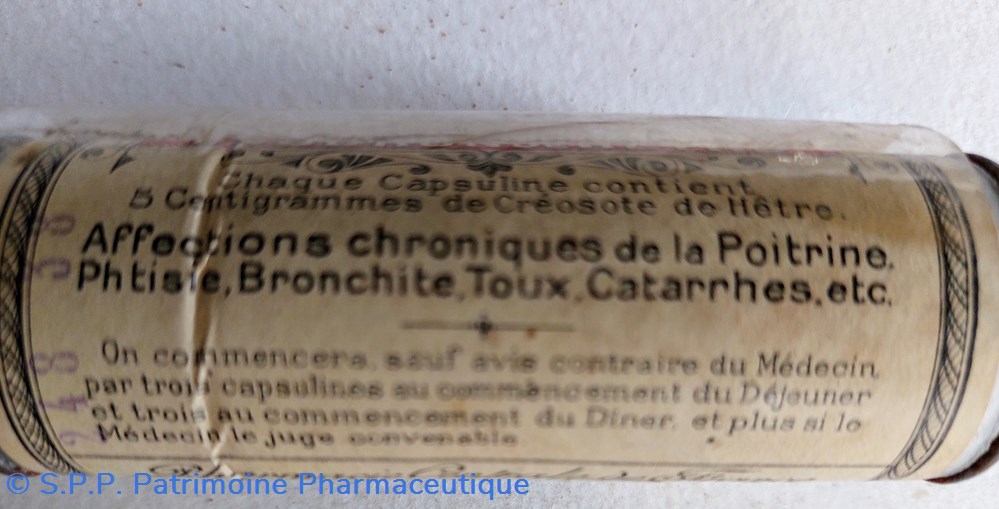 Chaque Capsuline contient
5 Centigrammes de Créosote de Hêtre.
Affections chroniques de la Poitrine.
Phtisie, Bronchite, Toux, Catarrhes, etc.
On commencera, sauf avis contraire du Médecin
par trois capsulines au commencement du Déjeuner
et trois au commencement du Diner, et plus si le
Médecin le juge convenable.
© S.P.P. Patrimoine Pharmaceutique